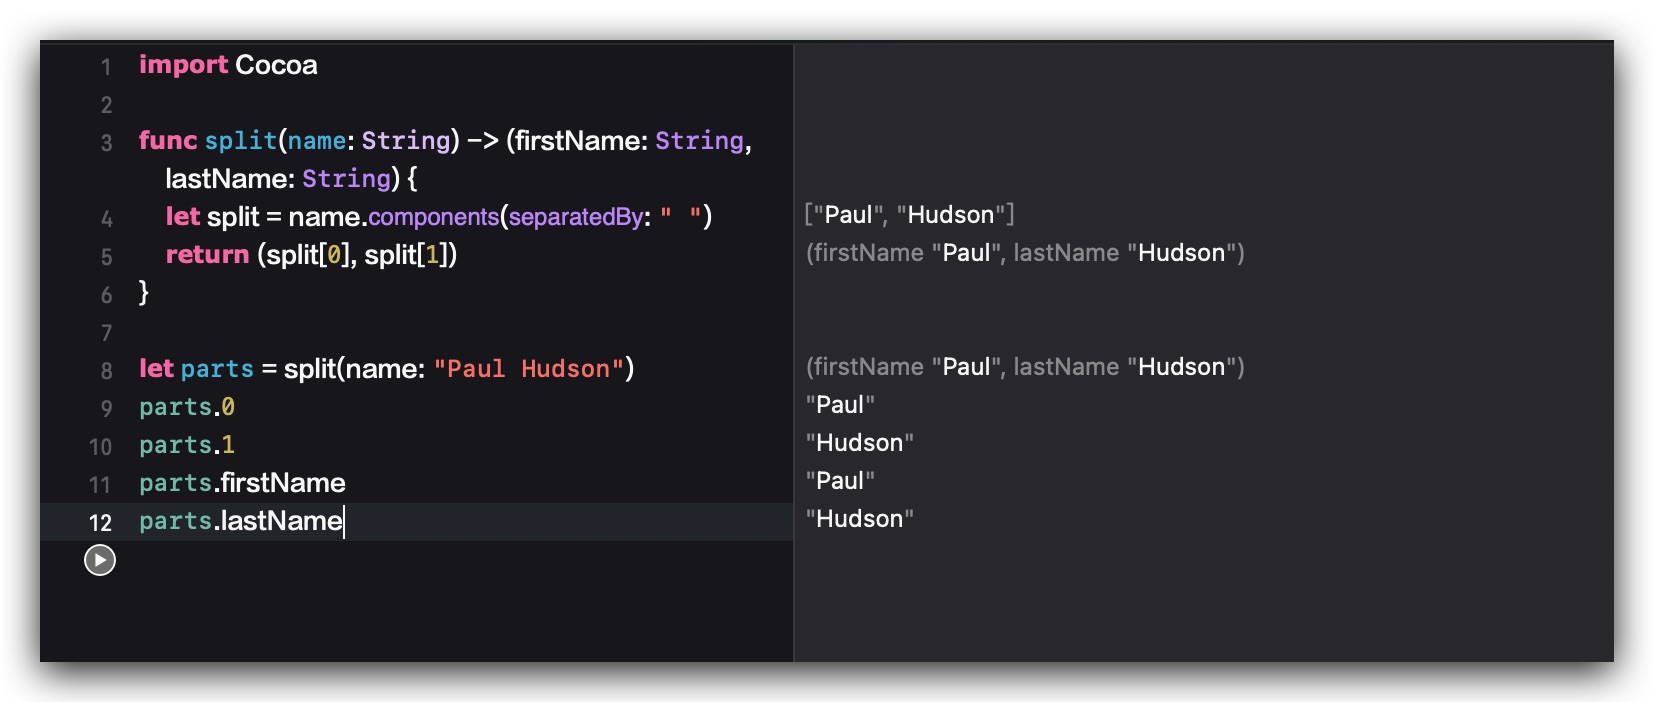 1 import Cocoa
2
3 func split(name: String) -> (firstName: String,
lastName: String) {
4 let split = name.components(separatedBy: " ")
5 return (split[0], split[1])
6 }
7
8 let parts = split(name: "Paul Hudson")
9 parts.0
10 parts.1
11 parts.firstName
12 parts.lastName
["Paul", "Hudson"]
(firstName "Paul", lastName "Hudson")
(firstName "Paul", lastName "Hudson")
"Paul"
"Hudson"
"Paul"
"Hudson"